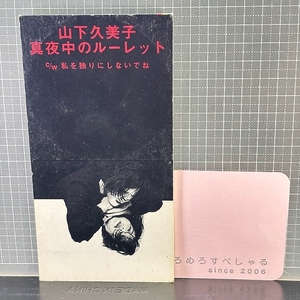 山下久美子
真夜中のルーレット
c/w 私を独りにしないでね
ろめろすぺしゃる
since 2006